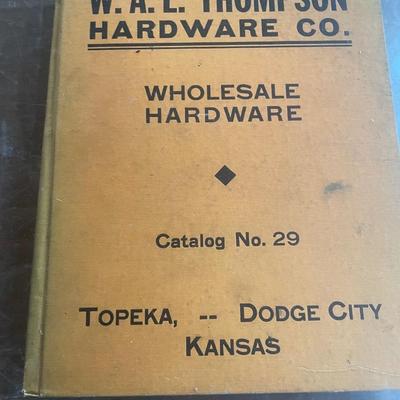 W. A. L. THOMPSON
HARDWARE CO.
WHOLESALE
HARDWARE
Catalog No. 29
TOPEKA, -- DODGE CITY
KANSAS